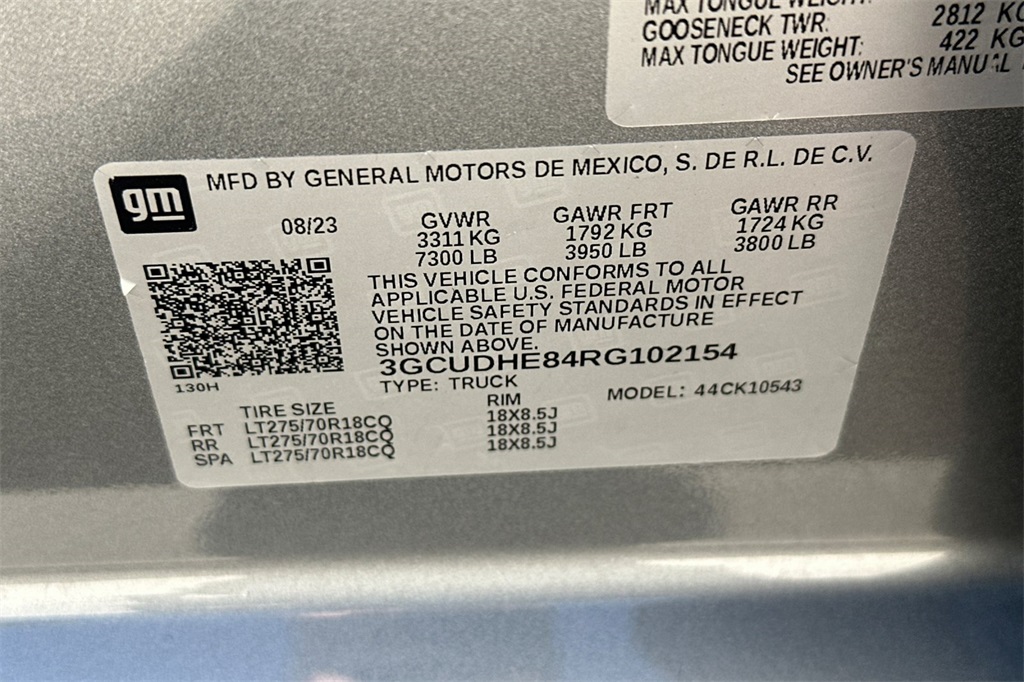 MAX TONGUE WEIGHT:
GOOSENECK TWR: 2812 KG
MAX TONGUE WEIGHT: 422 KG
SEE OWNER'S MANUAL
gm
MFD BY GENERAL MOTORS DE MEXICO, S. DE R.L. DE C.V.
08/23 GVWR GAWR FRT GAWR RR
3311 KG 1792 KG 1724 KG
7300 LB 3950 LB 3800 LB
THIS VEHICLE CONFORMS TO ALL
APPLICABLE U.S. FEDERAL MOTOR
VEHICLE SAFETY STANDARDS IN EFFECT
ON THE DATE OF MANUFACTURE
SHOWN ABOVE.
3GCUDHE84RG102154
130H
TYPE: TRUCK MODEL: 44CK10543
TIRE SIZE RIM
FRT LT275/70R18CQ 18X8.5J
RR LT275/70R18CQ 18X8.5J
SPA LT275/70R18CQ 18X8.5J